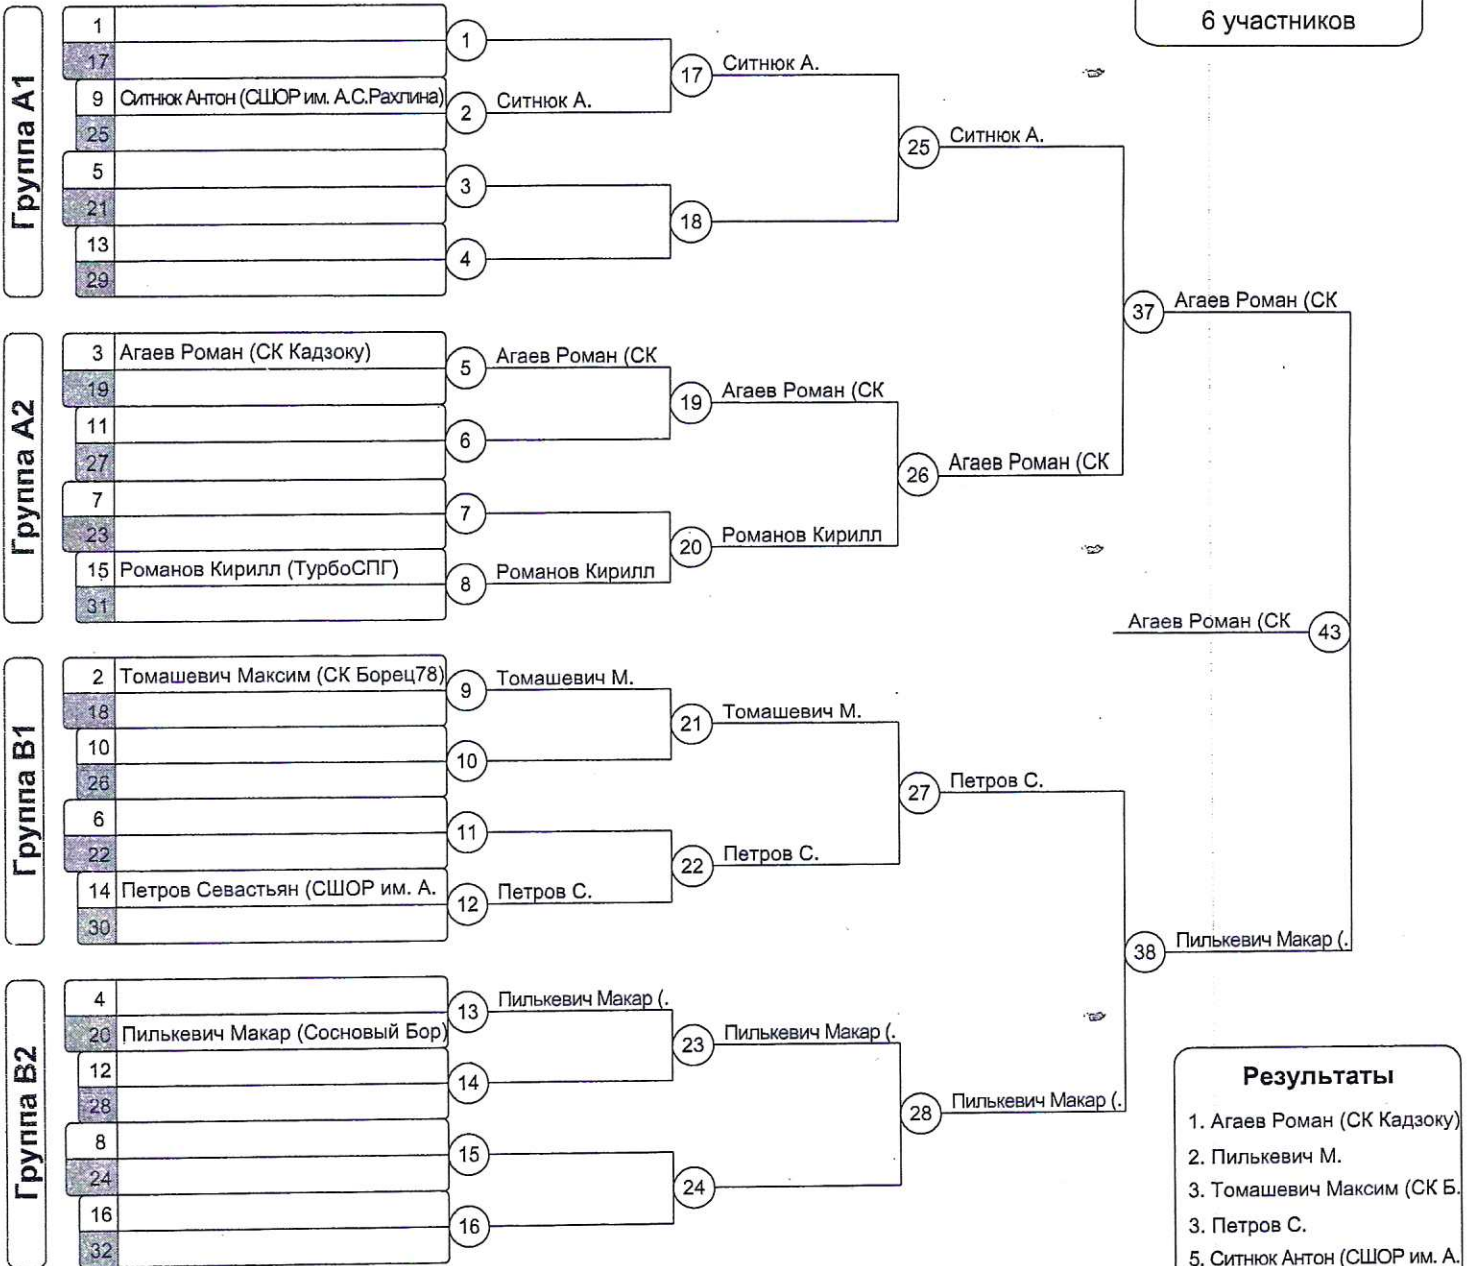 6 участников
Группа A1
1
17
9 Ситнюк Антон (СШОР им. А.С.Рахлина)
25
5
21
13
29
1
2 Ситнюк А.
3
4
17 Ситнюк А.
18
25 Ситнюк А.
Группа A2
3 Агаев Роман (СК Кадзоку)
19
11
27
7
23
15 Романов Кирилл (ТурбоСПГ)
31
5 Агаев Роман (СК
6
7
8 Романов Кирилл
19 Агаев Роман (СК
20 Романов Кирилл
26 Агаев Роман (СК
37 Агаев Роман (СК
Агаев Роман (СК 43
Группа B1
2 Томашевич Максим (СК Борец78)
18
10
26
6
22
14 Петров Севастьян (СШОР им. А.
30
9 Томашевич М.
10
11
12 Петров С.
21 Томашевич М.
22 Петров С.
27 Петров С.
38 Пилькевич Макар (.
Группа B2
4
20 Пилькевич Макар (Сосновый Бор)
12
28
8
24
16
32
13 Пилькевич Макар (.
14
15
16
23 Пилькевич Макар (.
24
28 Пилькевич Макар (.
Результаты
1. Агаев Роман (СК Кадзоку)
2. Пилькевич М.
3. Томашевич Максим (СК Б.
3. Петров С.
5. Ситнюк Антон (СШОР им. А.